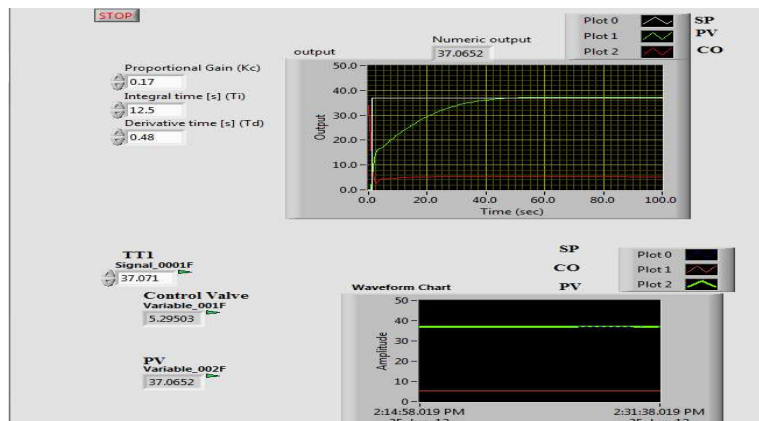 STOP
Plot 0 SP
Plot 1 PV
Plot 2 CO
Numeric output
37.0652
output
Proportional Gain (Kc)
0.17
Integral time [s] (Ti)
12.5
Derivative time [s] (Td)
0.48
50.0
40.0
30.0
20.0
10.0
0.0
Output
0.0 20.0 40.0 60.0 80.0 100.0
Time (sec)
TT1
Signal_0001F
37.071
Control Valve
Variable_001F
5.29503
PV
Variable_002F
37.0652
SP Plot 0
CO Plot 1
PV Plot 2
Waveform Chart
50
40
30
20
10
0
Amplitude
2:14:58.019 PM 2:31:38.019 PM